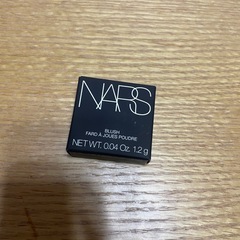 NARS
BLUSH
FARD À JOUES POUDRE
NET WT. 0.04 Oz. 1.2 g